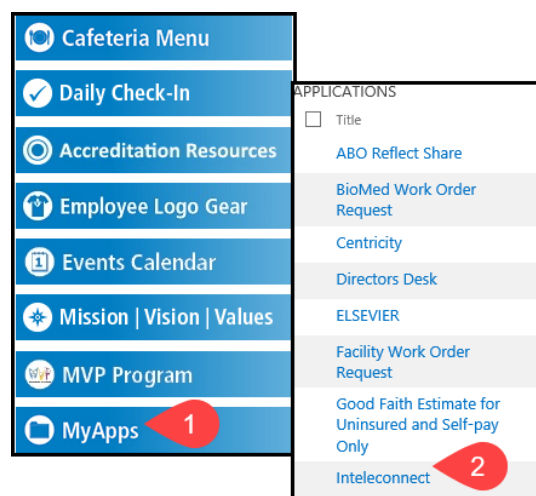 Cafeteria Menu
Daily Check-In
Accreditation Resources
Employee Logo Gear
1
Events Calendar
Mission | Vision | Values
MVP Program
MyApps
1
APPLICATIONS
Title
ABO Reflect Share
BioMed Work Order
Request
Centricity
Directors Desk
ELSEVIER
Facility Work Order
Request
Good Faith Estimate for
Uninsured and Self-pay
Only
Inteleconnect
2